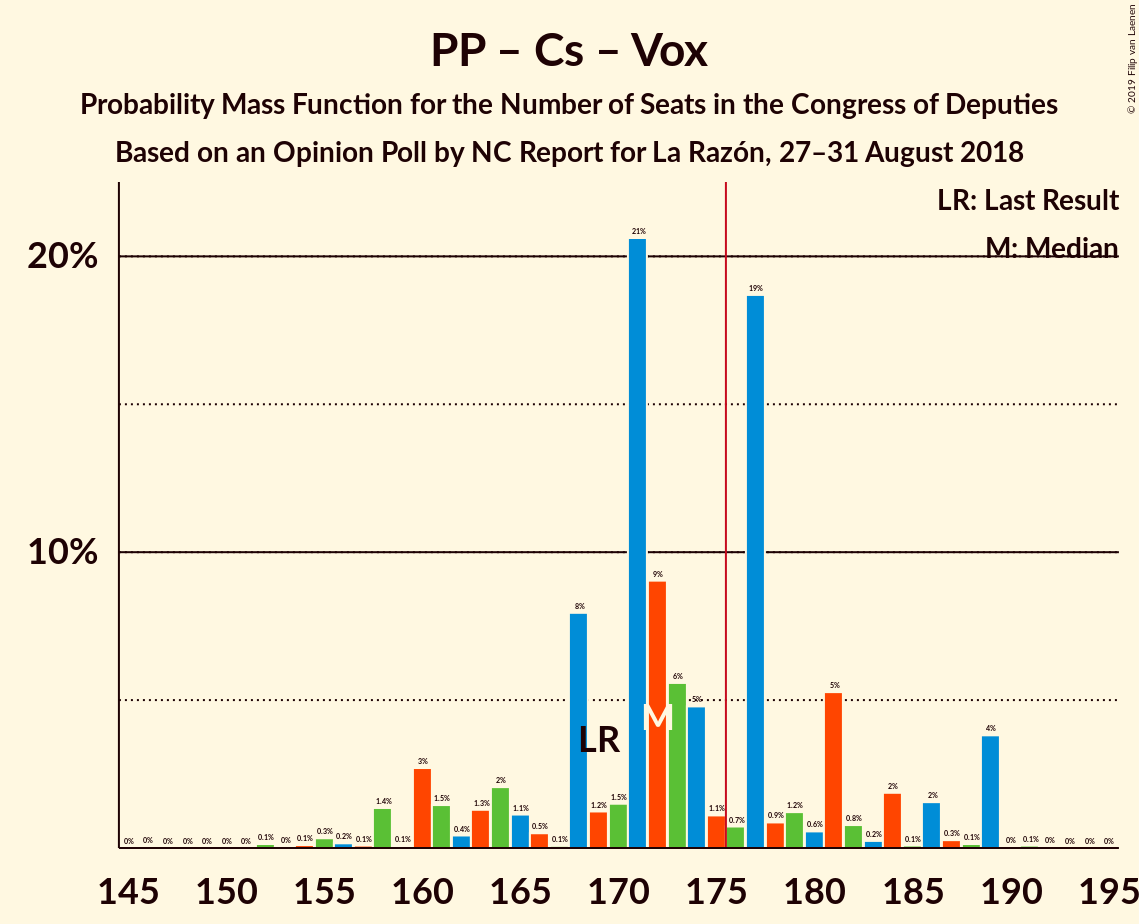 PP – Cs – Vox
Probability Mass Function for the Number of Seats in the Congress of Deputies
Based on an Opinion Poll by NC Report for La Razón, 27–31 August 2018
© 2019 Filip van Laenen
LR: Last Result
M: Median
20%
10%
0% 0% 0% 0% 0% 0% 0% 0.1% 0% 0.1% 0.3% 0.2% 0.1% 1.4% 0.1% 3% 1.5% 0.4% 1.3% 2% 1.1% 0.5% 0.1% 8% 1.2% 1.5% 21% 9% 6% 5% 1.1% 0.7% 19% 0.9% 1.2% 0.6% 5% 0.8% 0.2% 2% 0.1% 2% 0.3% 0.1% 4% 0% 0.1% 0% 0% 0% 0%
LR
M
145 150 155 160 165 170 175 180 185 190 195